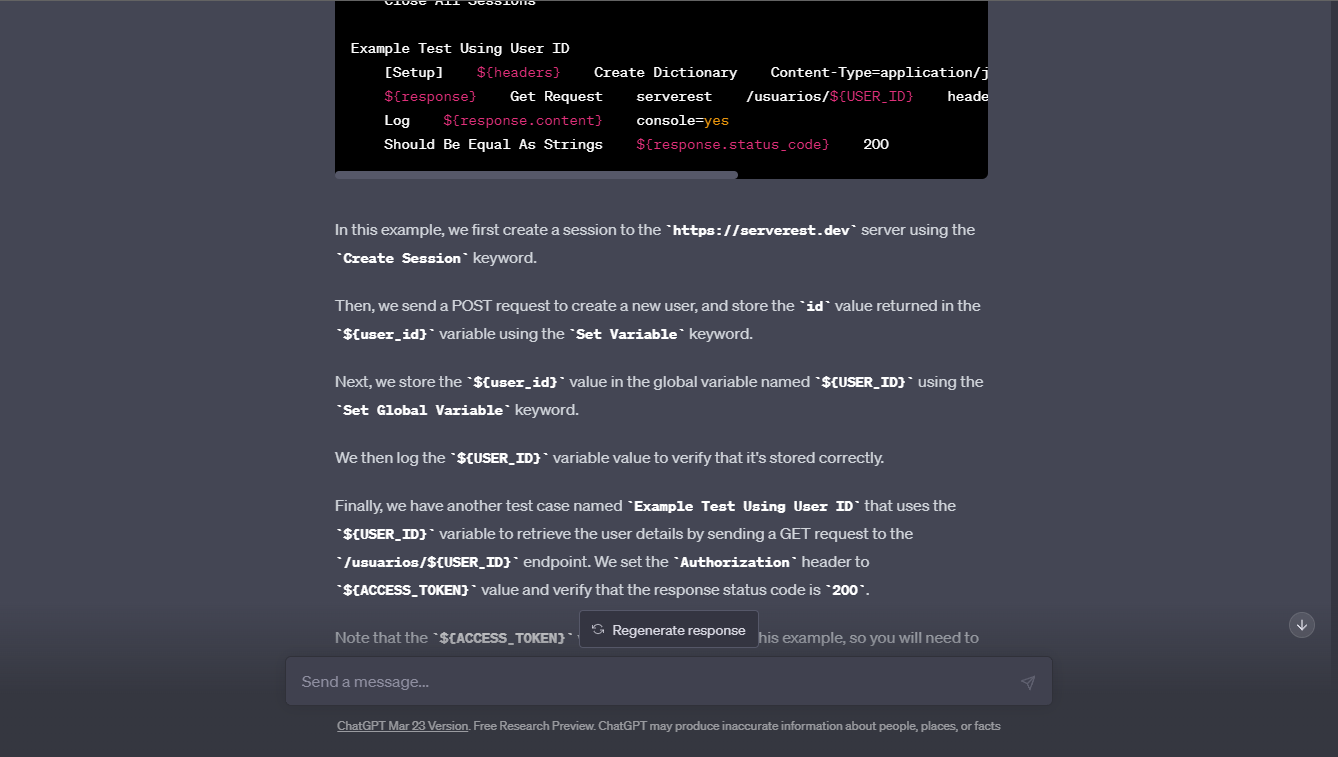 Close All Sessions
Example Test Using User ID
[Setup]    ${headers}    Create Dictionary    Content-Type=application/j
${response}    Get Request    serverest    /usuarios/${USER_ID}    heade
Log    ${response.content}    console=yes
Should Be Equal As Strings    ${response.status_code}    200
In this example, we first create a session to the `https://serverest.dev` server using the
`Create Session` keyword.
Then, we send a POST request to create a new user, and store the `id` value returned in the
`${user_id}` variable using the `Set Variable` keyword.
Next, we store the `${user_id}` value in the global variable named `${USER_ID}` using the
`Set Global Variable` keyword.
We then log the `${USER_ID}` variable value to verify that it's stored correctly.
Finally, we have another test case named `Example Test Using User ID` that uses the
`${USER_ID}` variable to retrieve the user details by sending a GET request to the
`/usuarios/${USER_ID}` endpoint. We set the `Authorization` header to
`${ACCESS_TOKEN}` value and verify that the response status code is `200`.
Note that the `${ACCESS_TOKEN}` his example, so you will need to
Regenerate response
Send a message...
ChatGPT Mar 23 Version. Free Research Preview. ChatGPT may produce inaccurate information about people, places, or facts